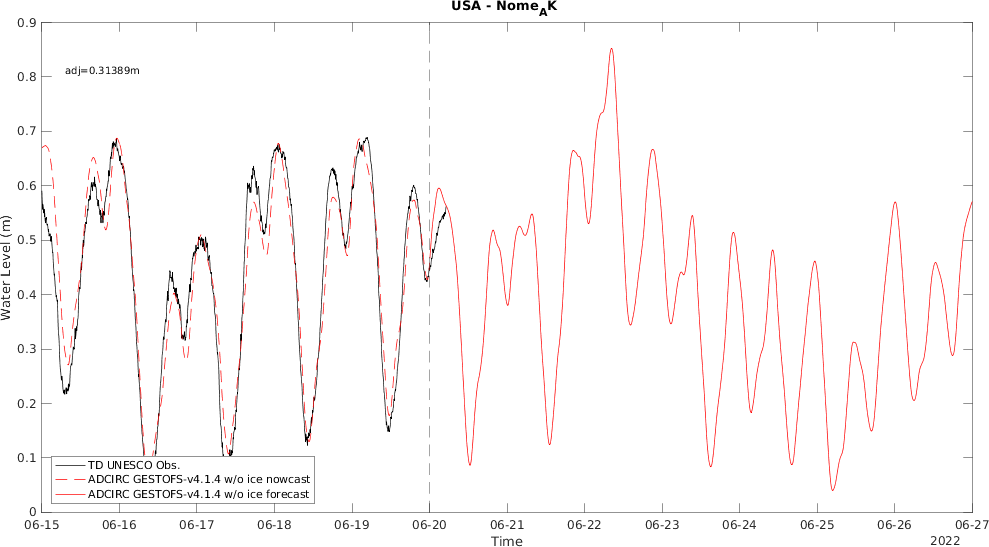 USA - Nome_AK
adj=0.31389m
Water Level (m)
0.9
0.8
0.7
0.6
0.5
0.4
0.3
0.2
0.1
0
TD UNESCO Obs.
ADCIRC GESTOFS-v4.1.4 w/o ice nowcast
ADCIRC GESTOFS-v4.1.4 w/o ice forecast
06-15 06-16 06-17 06-18 06-19 06-20 06-21 06-22 06-23 06-24 06-25 06-26 06-27
Time
2022